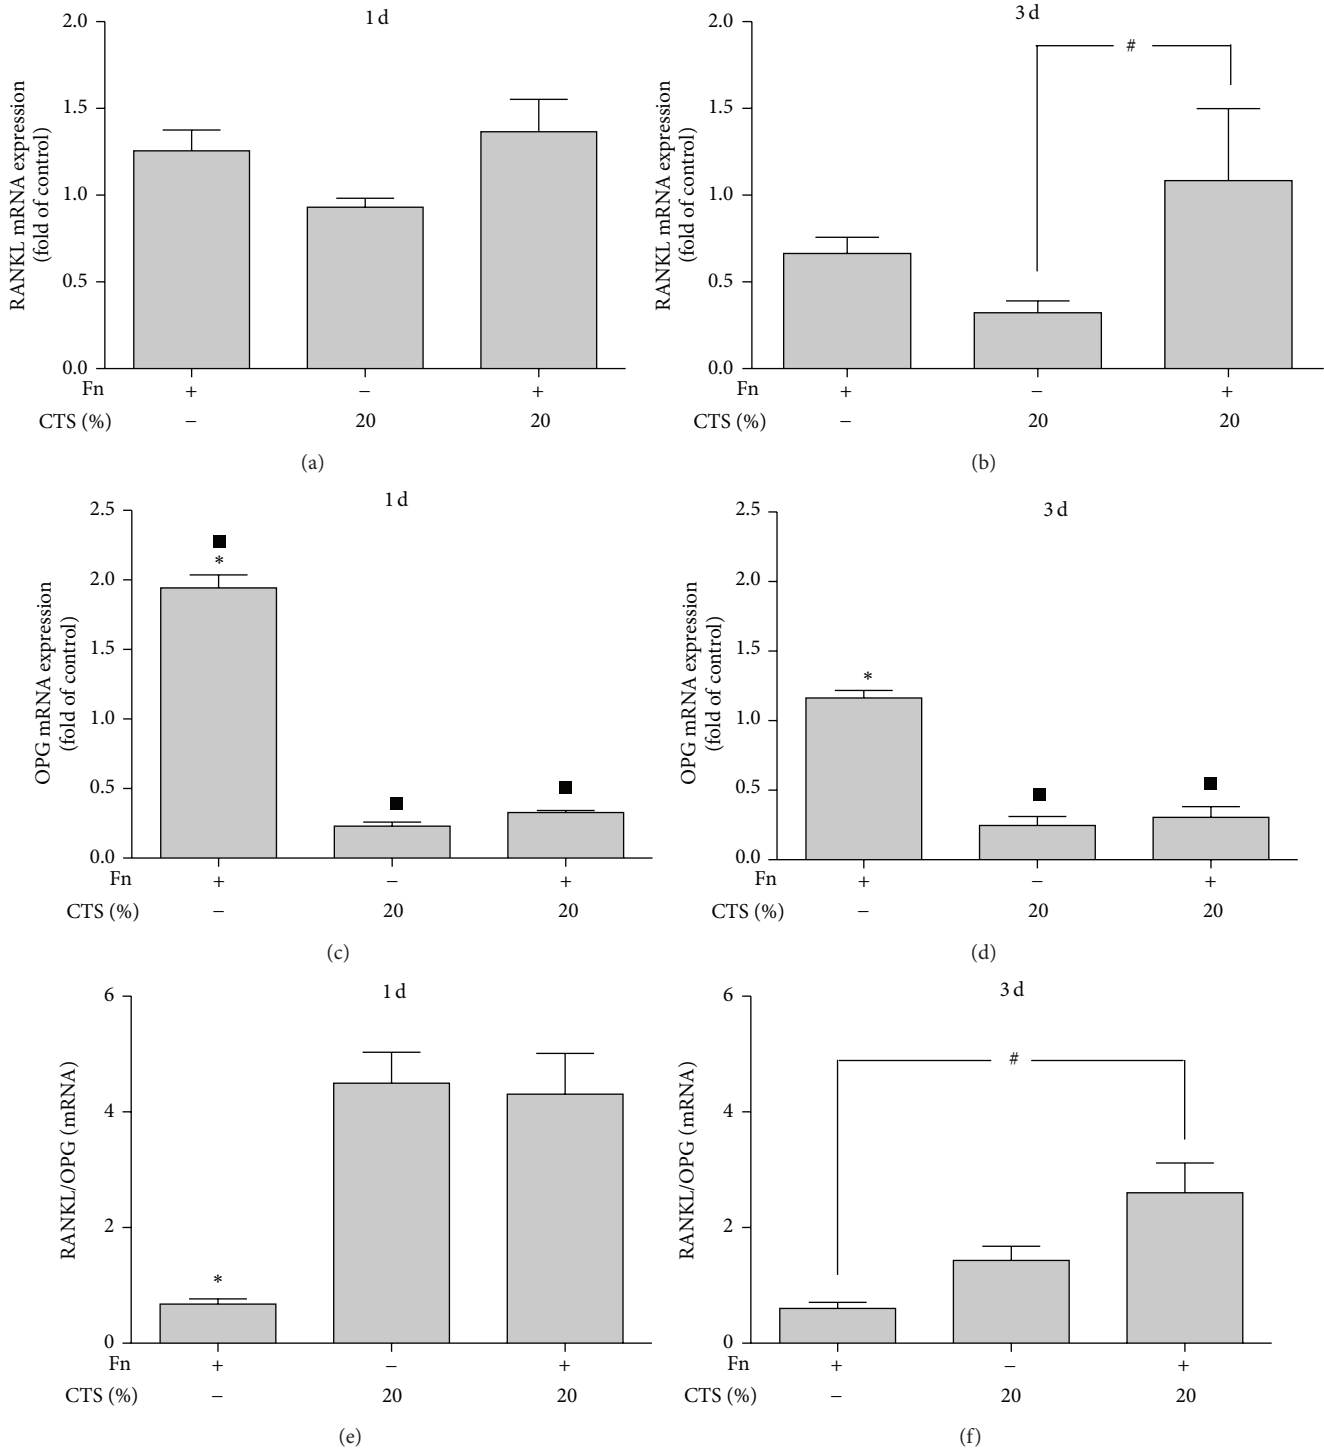 1 d
RANKL mRNA expression
(fold of control)
2.0
1.5
1.0
0.5
0.0
Fn + − +
CTS (%) − 20 20
(a)
3 d
RANKL mRNA expression
(fold of control)
2.0
1.5
1.0
0.5
0.0
#
Fn + − +
CTS (%) − 20 20
(b)
1 d
OPG mRNA expression
(fold of control)
2.5
2.0
1.5
1.0
0.5
0.0
■
*
■
■
Fn + − +
CTS (%) − 20 20
(c)
3 d
OPG mRNA expression
(fold of control)
2.5
2.0
1.5
1.0
0.5
0.0
*
■
■
Fn + − +
CTS (%) − 20 20
(d)
1 d
RANKL/OPG (mRNA)
6
4
2
0
*
Fn + − +
CTS (%) − 20 20
(e)
3 d
RANKL/OPG (mRNA)
6
4
2
0
#
Fn + − +
CTS (%) − 20 20
(f)